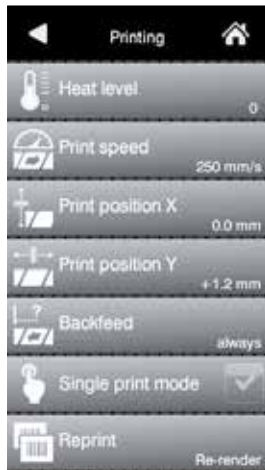 Printing
Heat level
0
Print speed
250 mm/s
Print position X
0.0 mm
Print position Y
+1.2 mm
Backfeed
always
Single print mode
Reprint
Re-render